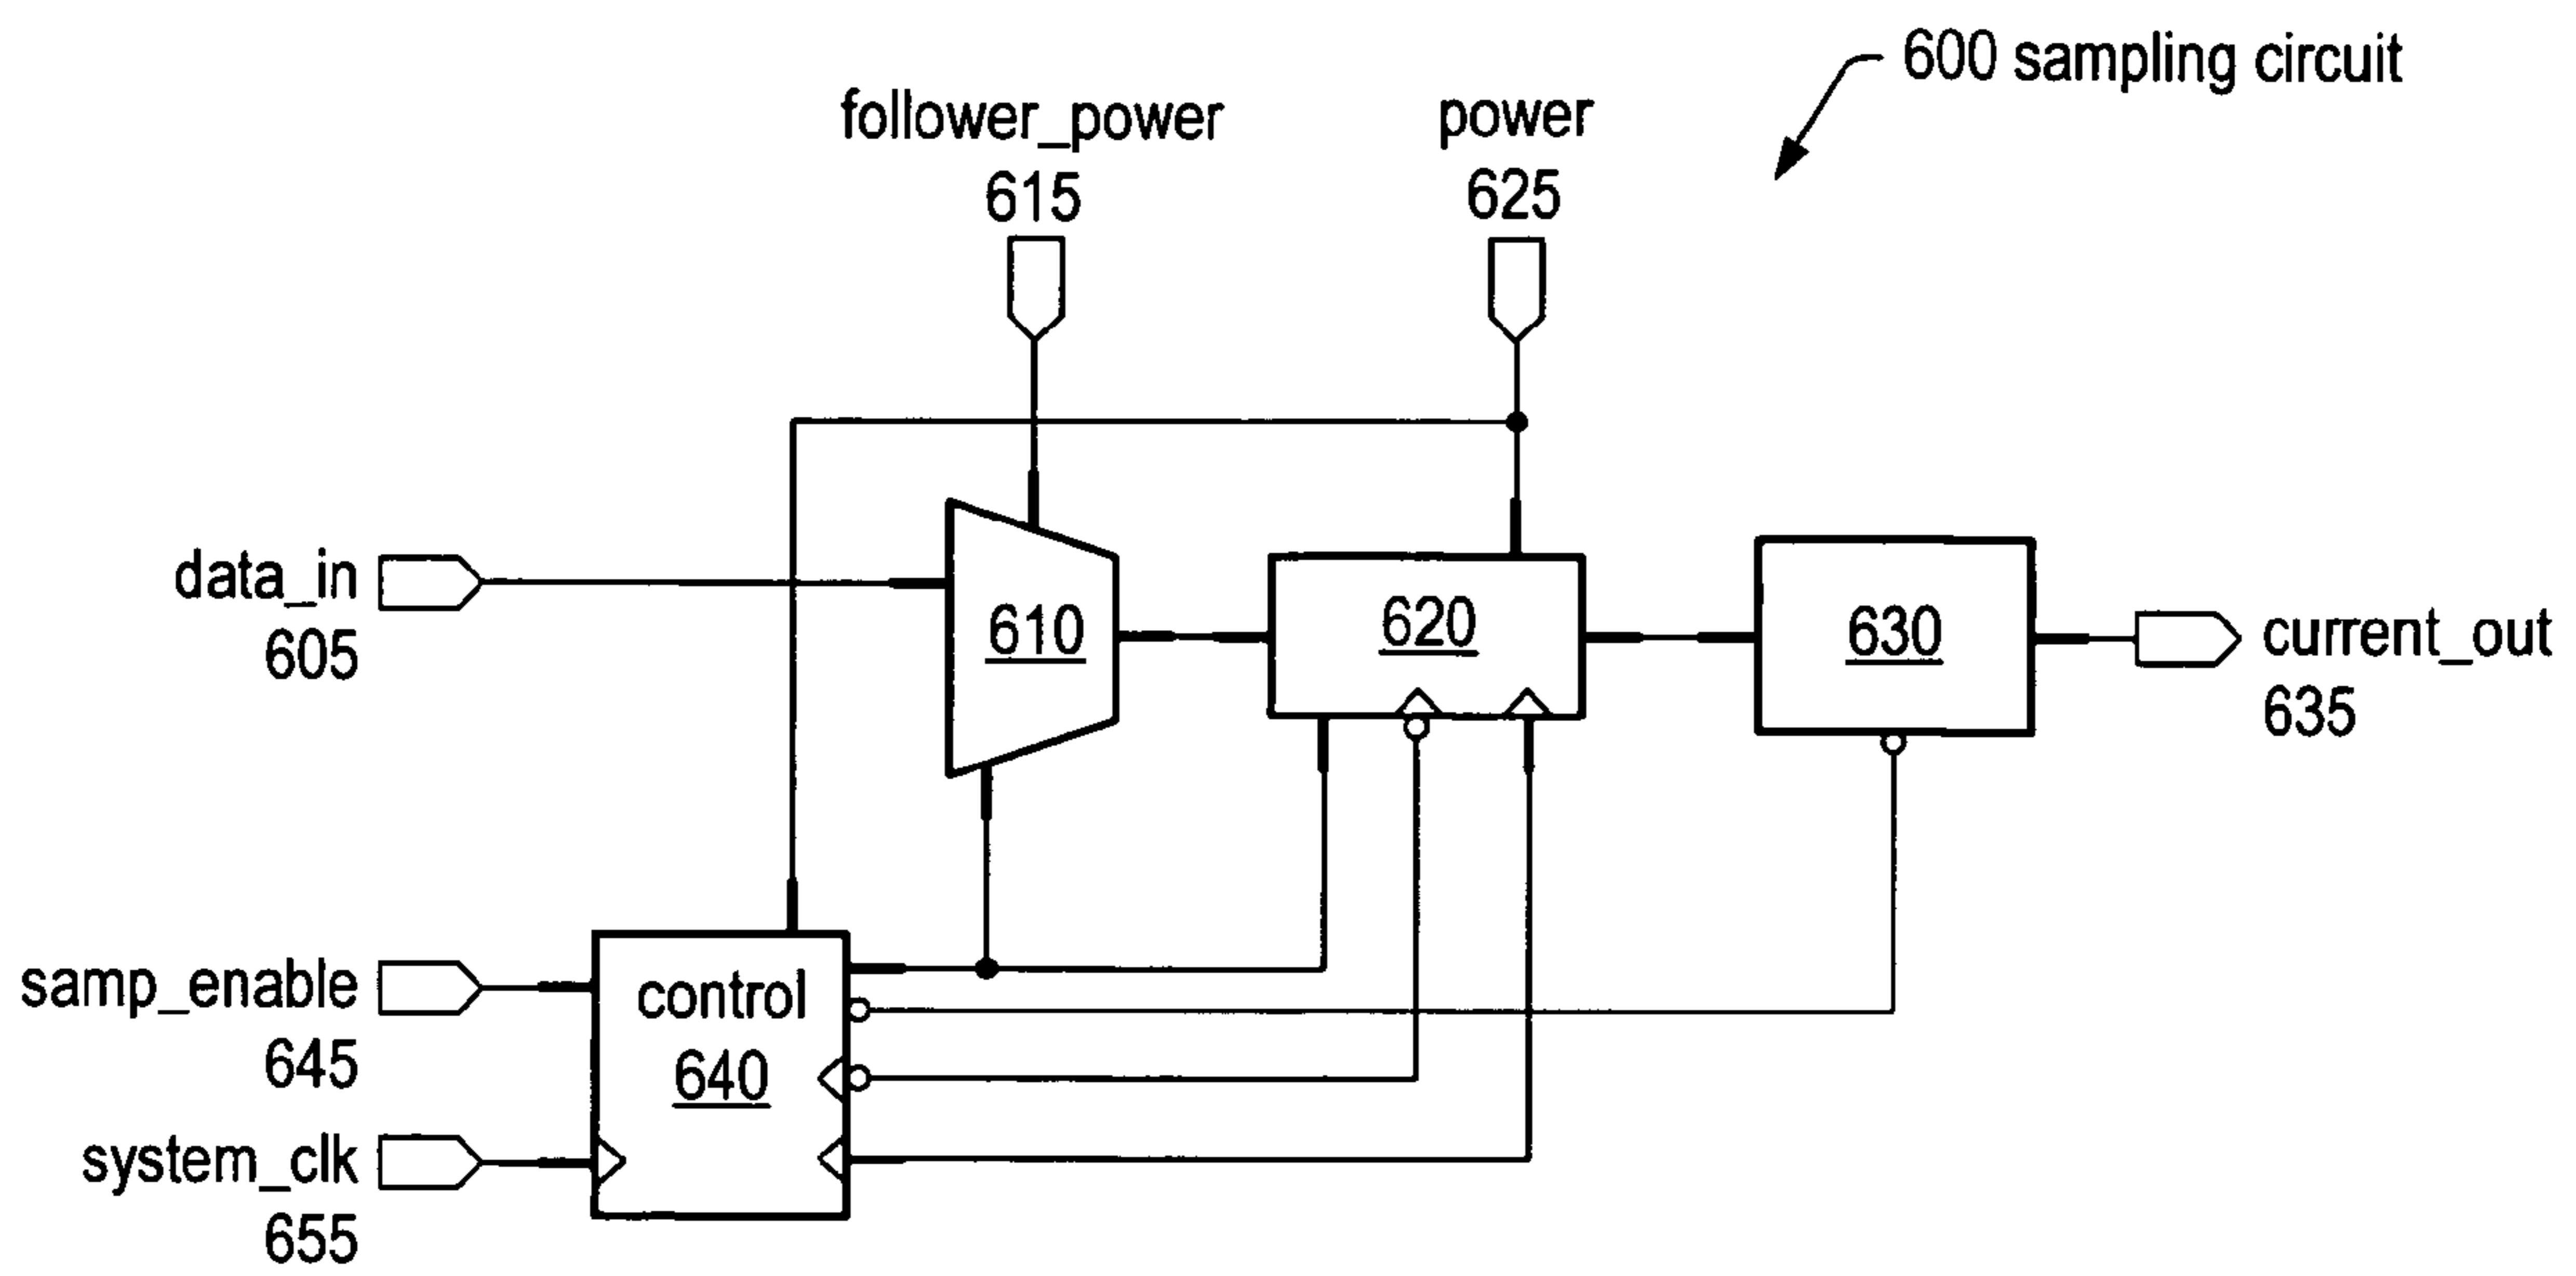 600 sampling circuit
follower_power
615
power
625
data_in
605
610
620
630
current_out
635
samp_enable
645
control
640
system_clk
655